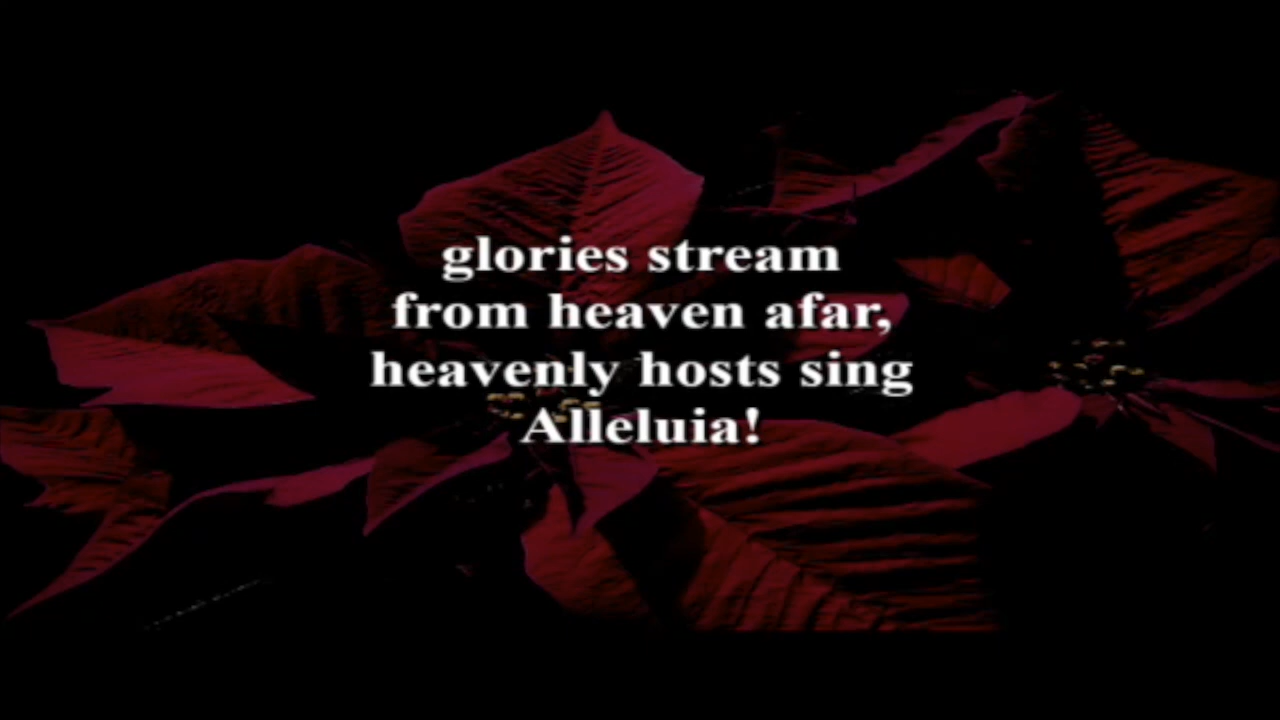 glories stream
from heaven afar,
heavenly hosts sing
Alleluia!